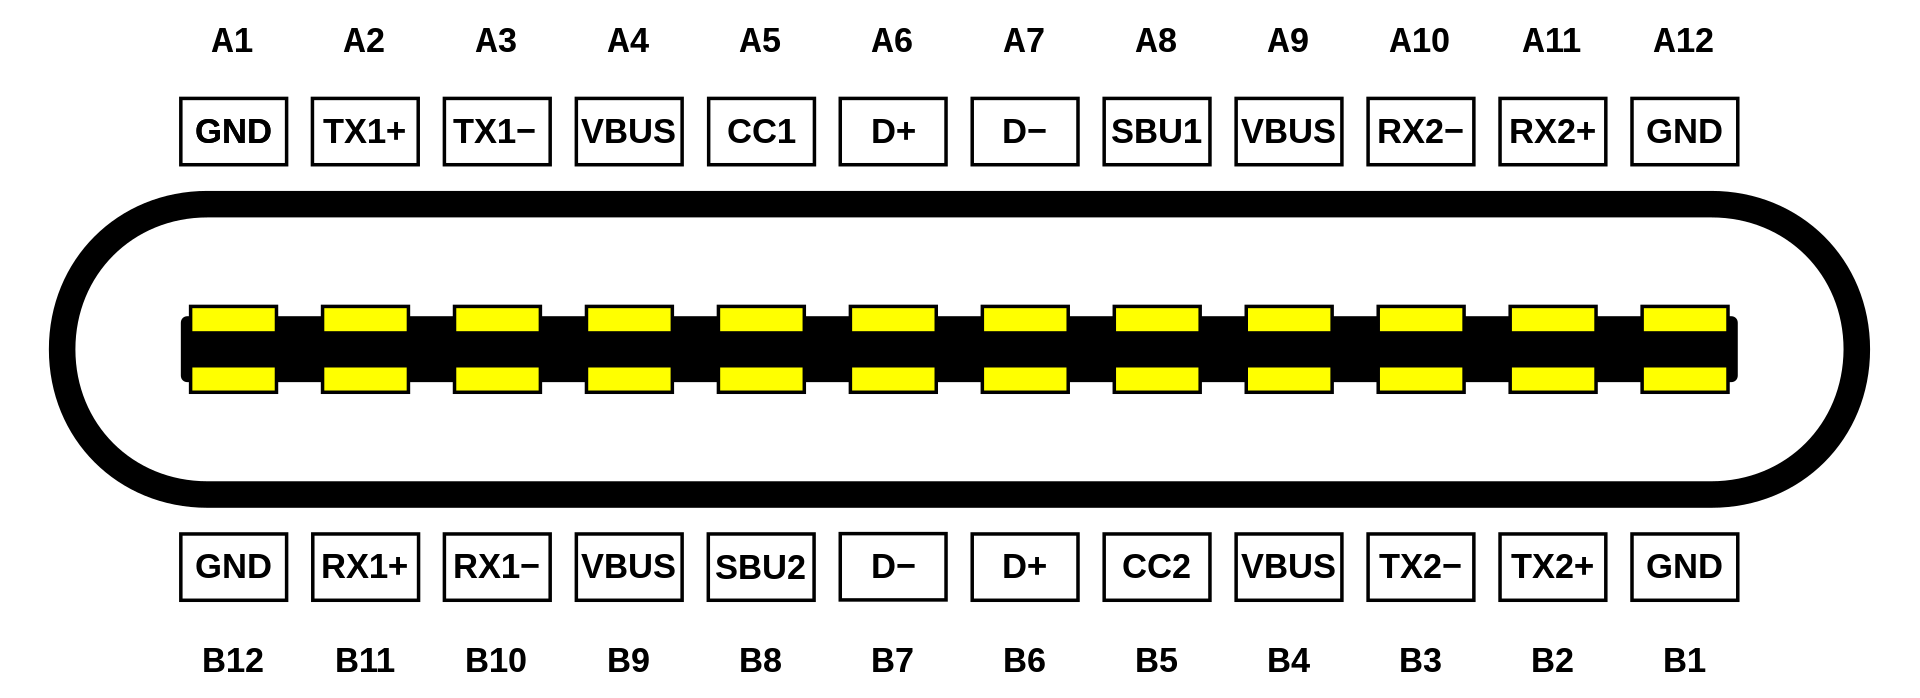 A1 A2 A3 A4 A5 A6 A7 A8 A9 A10 A11 A12
GND TX1+ TX1− VBUS CC1 D+ D− SBU1 VBUS RX2− RX2+ GND
GND RX1+ RX1− VBUS SBU2 D− D+ CC2 VBUS TX2− TX2+ GND
B12 B11 B10 B9 B8 B7 B6 B5 B4 B3 B2 B1